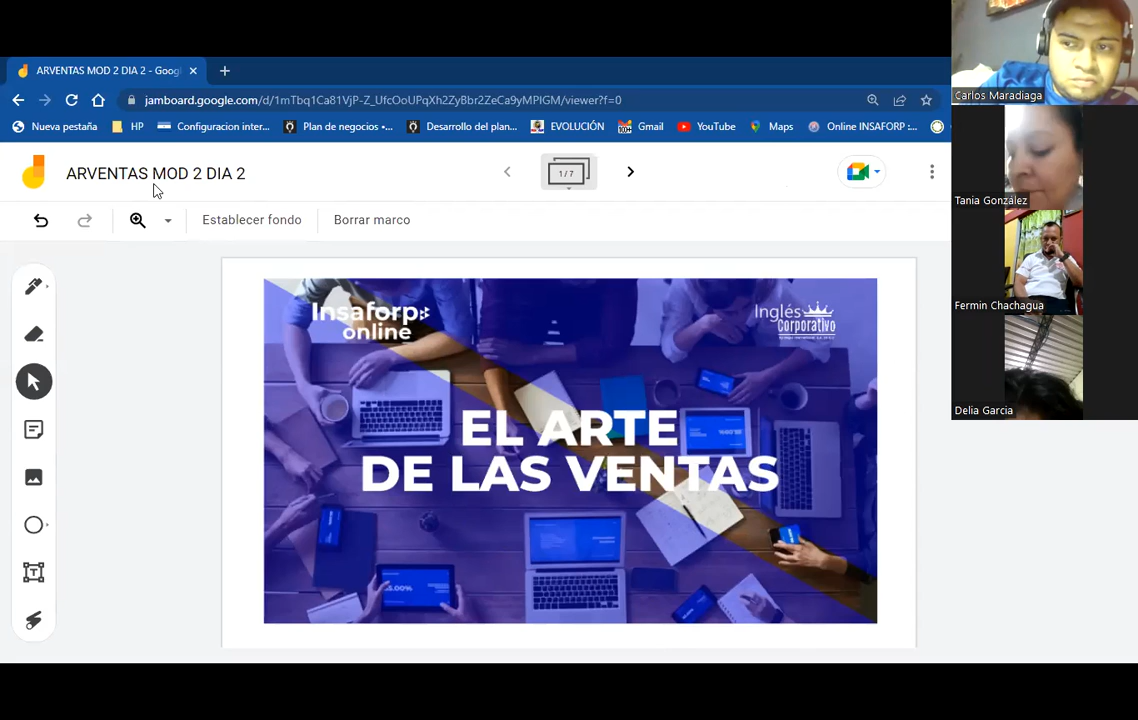 ARVENTAS MOD 2 DIA 2 - Goog
jamboard.google.com/d/1mTbq1Ca81VjP-Z_UfcOoUPqXh2ZyBbr2ZeCa9yMPIGM/viewer?f=0
Nueva pestaña
HP
Configuracion inter...
Plan de negocios •...
Desarrollo del plan...
EVOLUCIÓN
Gmail
YouTube
Maps
Online INSAFORP :...
ARVENTAS MOD 2 DIA 2
1 / 7
Establecer fondo
Borrar marco
Insaforp
online
Inglés
Corporativo
EL ARTE
DE LAS VENTAS
Carlos Maradiaga
Tania González
Fermin Chachagua
Delia Garcia